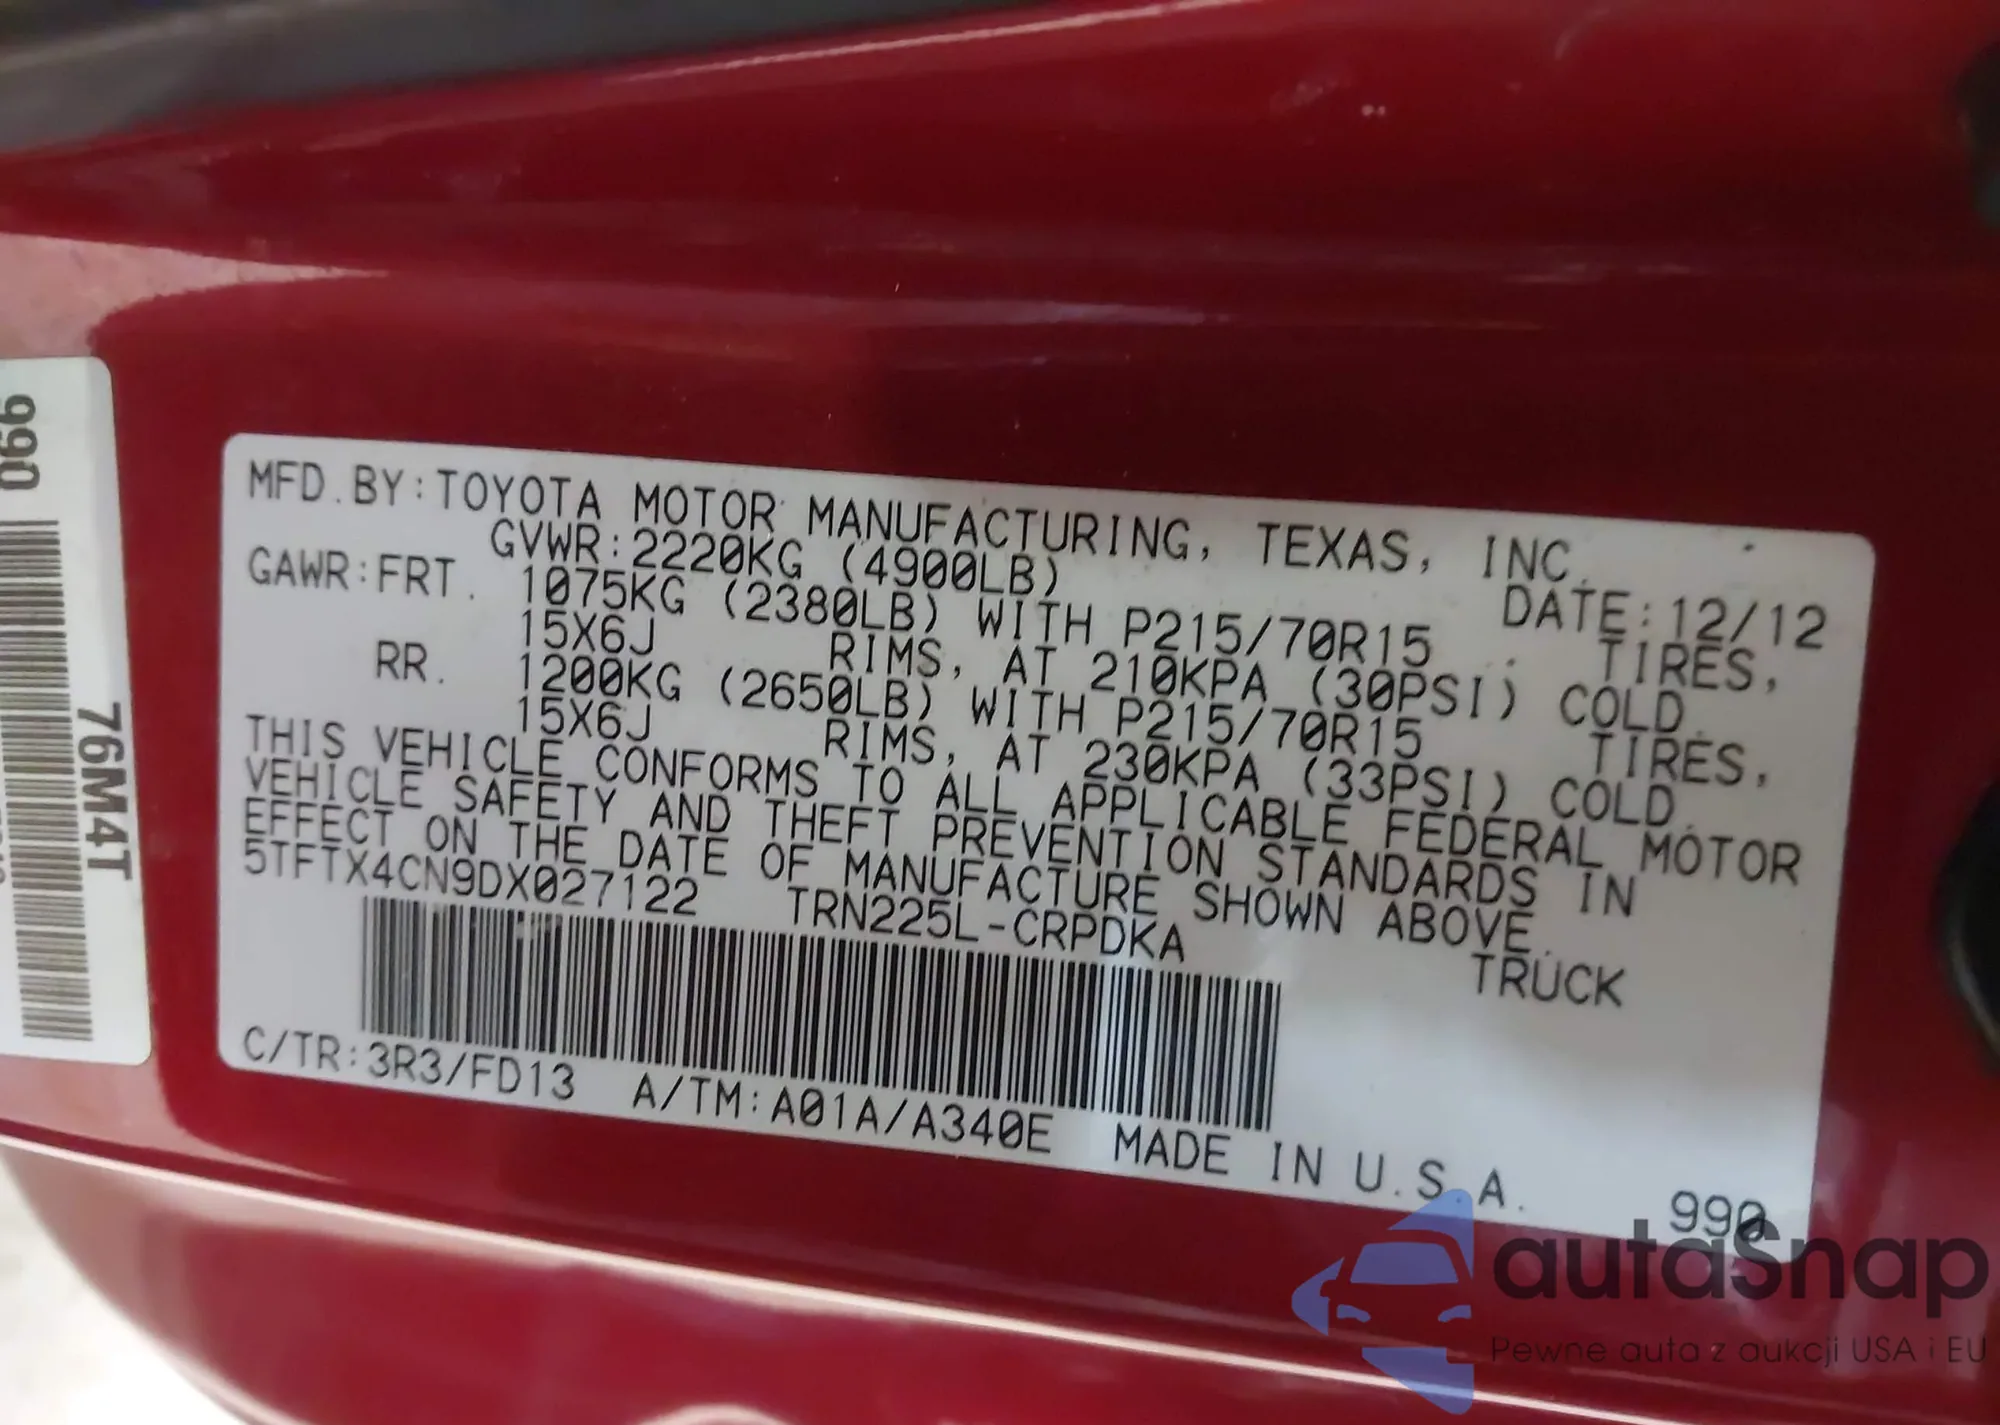 990
76M4T
MFD.BY:TOYOTA MOTOR MANUFACTURING, TEXAS, INC.
GVWR:2220KG (4900LB) DATE:12/12
GAWR:FRT. 1075KG (2380LB) WITH P215/70R15 TIRES,
15X6J RIMS, AT 210KPA (30PSI) COLD.
RR. 1200KG (2650LB) WITH P215/70R15 TIRES,
15X6J RIMS, AT 230KPA (33PSI) COLD.
THIS VEHICLE CONFORMS TO ALL APPLICABLE FEDERAL MOTOR
VEHICLE SAFETY AND THEFT PREVENTION STANDARDS IN
EFFECT ON THE DATE OF MANUFACTURE SHOWN ABOVE.
5TFTX4CN9DX027122 TRN225L-CRPDKA TRUCK
C/TR:3R3/FD13 A/TM:A01A/A340E MADE IN U.S.A. 990
autasnap
Pewne auta z aukcji USA i EU